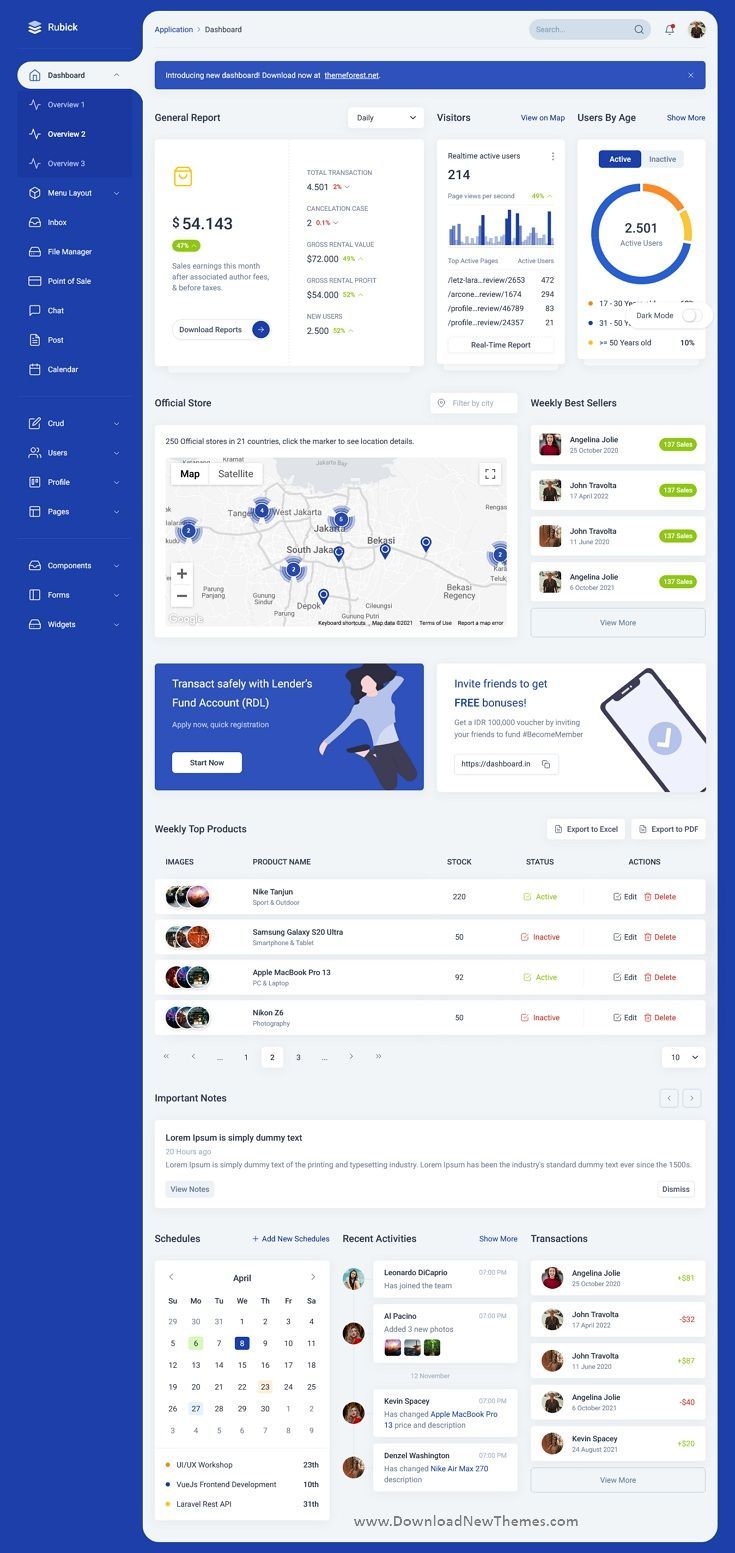 Rubick
Application > Dashboard
Search...
Dashboard
Overview 1
Overview 2
Overview 3
Menu Layout
Inbox
File Manager
Point of Sale
Chat
Post
Calendar
Crud
Users
Profile
Pages
Components
Forms
Widgets
Introducing new dashboard! Download now at themeforest.net.
General Report
Daily
$ 54.143
47%
Sales earnings this month
after associated author fees,
& before taxes.
Download Reports
TOTAL TRANSACTION
4.501 2%
CANCELATION CASE
2 0.1%
GROSS RENTAL VALUE
$72.000 49%
GROSS RENTAL PROFIT
$54.000 52%
NEW USERS
2.500 52%
Visitors
View on Map
Realtime active users
214
Page views per second 49%
Top Active Pages Active Users
/letz-lara...review/2653 472
/arcone...review/1674 294
/profile...review/46789 83
/profile...review/24357 21
Real-Time Report
Users By Age
Show More
Active Inactive
2.501
Active Users
17 - 30
31 - 50
>= 50 Years old 10%
Dark Mode
Official Store
Filter by city
250 Official stores in 21 countries, click the marker to see location details.
Map Satellite
Kramat
Jakarta Bay
West Jakarta
Jakarta
South Jakar
Bekasi
Rengas
Parung
Panjang
Gunung
Sindur
Parung
Depok
Cileungsi
Gunung Putri
Bekasi
Regency
2
4
5
2
2
Google
Keyboard shortcuts Map data ©2021 Terms of Use Report a map error
Weekly Best Sellers
Angelina Jolie
25 October 2020
137 Sales
John Travolta
17 April 2022
137 Sales
John Travolta
11 June 2020
137 Sales
Angelina Jolie
6 October 2021
137 Sales
View More
Transact safely with Lender's
Fund Account (RDL)
Apply now, quick registration
Start Now
Invite friends to get
FREE bonuses!
Get a IDR 100,000 voucher by inviting
your friends to fund #BecomeMember
https://dashboard.in
Weekly Top Products
Export to Excel
Export to PDF
IMAGES PRODUCT NAME STOCK STATUS ACTIONS
Nike Tanjun
Sport & Outdoor
220 Active Edit Delete
Samsung Galaxy S20 Ultra
Smartphone & Tablet
50 Inactive Edit Delete
Apple MacBook Pro 13
PC & Laptop
92 Active Edit Delete
Nikon Z6
Photography
50 Inactive Edit Delete
« < ... 1 2 3 ... > »
10
Important Notes
< >
Lorem Ipsum is simply dummy text
20 Hours ago
Lorem Ipsum is simply dummy text of the printing and typesetting industry. Lorem Ipsum has been the industry's standard dummy text ever since the 1500s.
View Notes
Dismiss
Schedules
+ Add New Schedules
< April >
Su Mo Tu We Th Fr Sa
29 30 31 1 2 3 4
5 6 7 8 9 10 11
12 13 14 15 16 17 18
19 20 21 22 23 24 25
26 27 28 29 30 1 2
3 4 5 6 7 8 9
UI/UX Workshop 23th
VueJs Frontend Development 10th
Laravel Rest API 31th
Recent Activities
Show More
Leonardo DiCaprio 07:00 PM
Has joined the team
Al Pacino 07:00 PM
Added 3 new photos
12 November
Kevin Spacey 07:00 PM
Has changed Apple MacBook Pro
13 price and description
Denzel Washington 07:00 PM
Has changed Nike Air Max 270
description
Transactions
Angelina Jolie
25 October 2020
+$81
John Travolta
17 April 2022
-$32
John Travolta
11 June 2020
+$87
Angelina Jolie
6 October 2021
-$40
Kevin Spacey
24 August 2021
+$20
View More
www.DownloadNewThemes.com